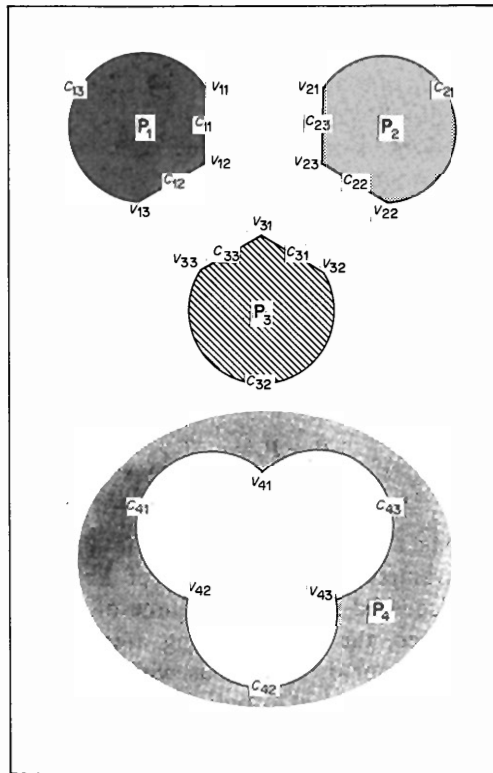 C13 V11 V21 C21
P1 C11 C23 P2
V12 V23
C12 C22
V13 V22
V31
V33 C33 C31 V32
P3
C32
V41
C41 C43
V42 V43
P4
C42